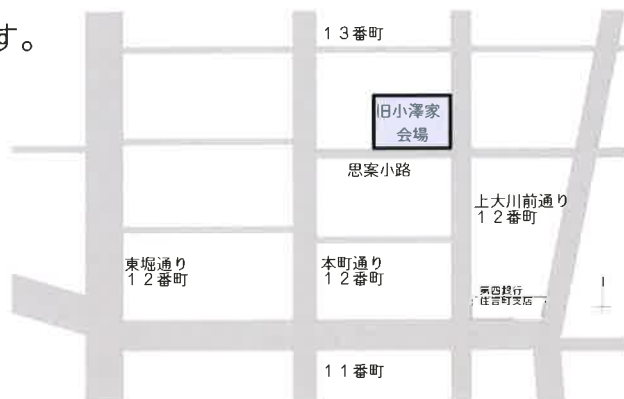 す。
13番町
旧小澤家
会場
思案小路
上大川前通り
12番町
東堀通り
12番町
本町通り
12番町
第四銀行
住吉町支店
11番町